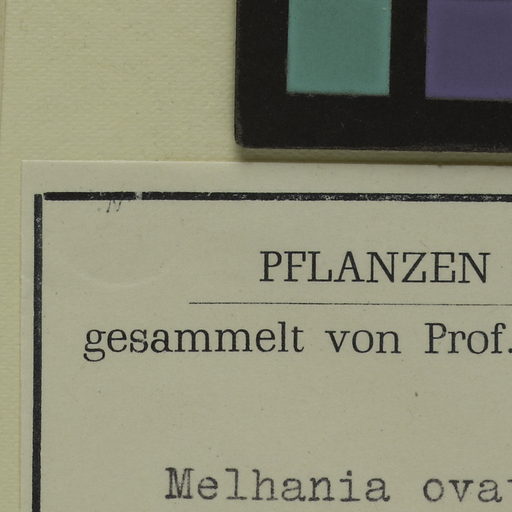 PFLANZEN
gesammelt von Prof.
Melhania ova